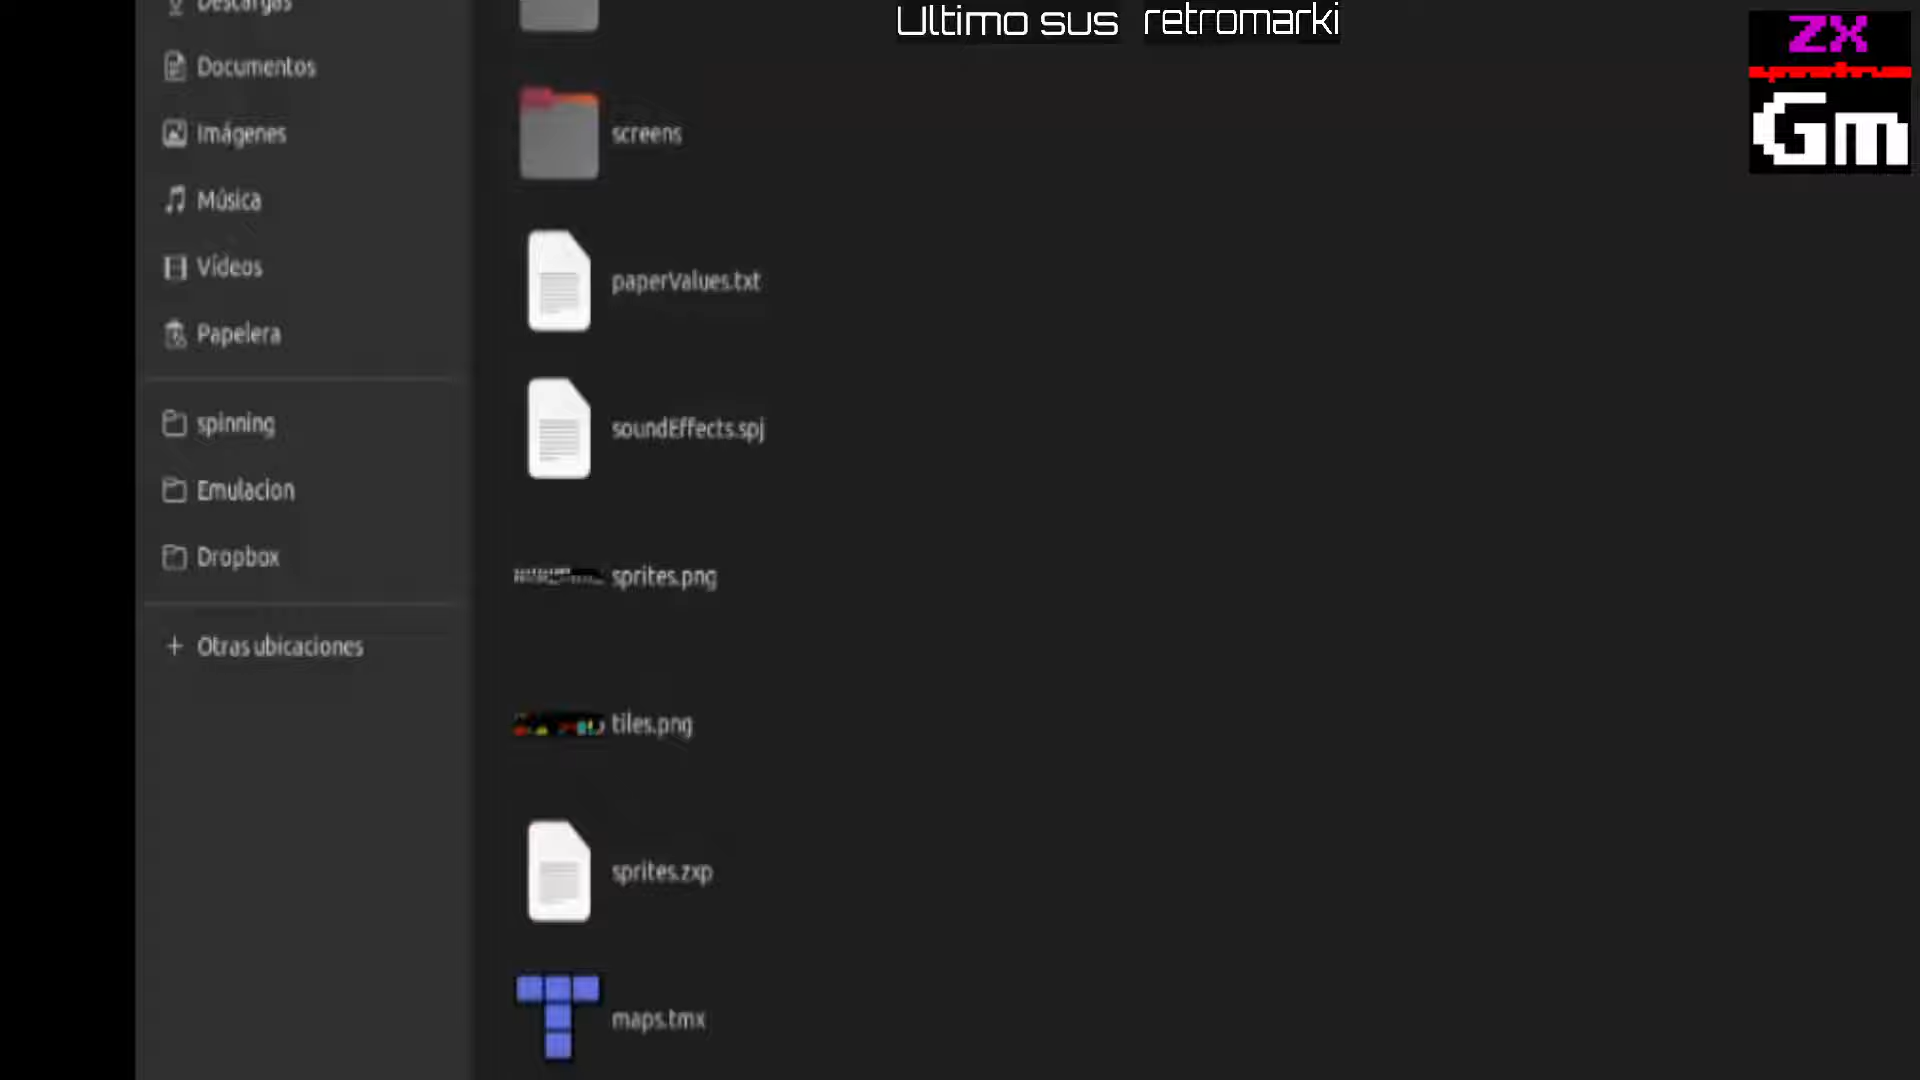 Ultimo sus retromarki
ZX
Gm
Descargas
Documentos
Imágenes
Música
Vídeos
Papelera
spinning
Emulacion
Dropbox
+ Otras ubicaciones
screens
paperValues.txt
soundEffects.spj
sprites.png
tiles.png
sprites.zxp
maps.tmx